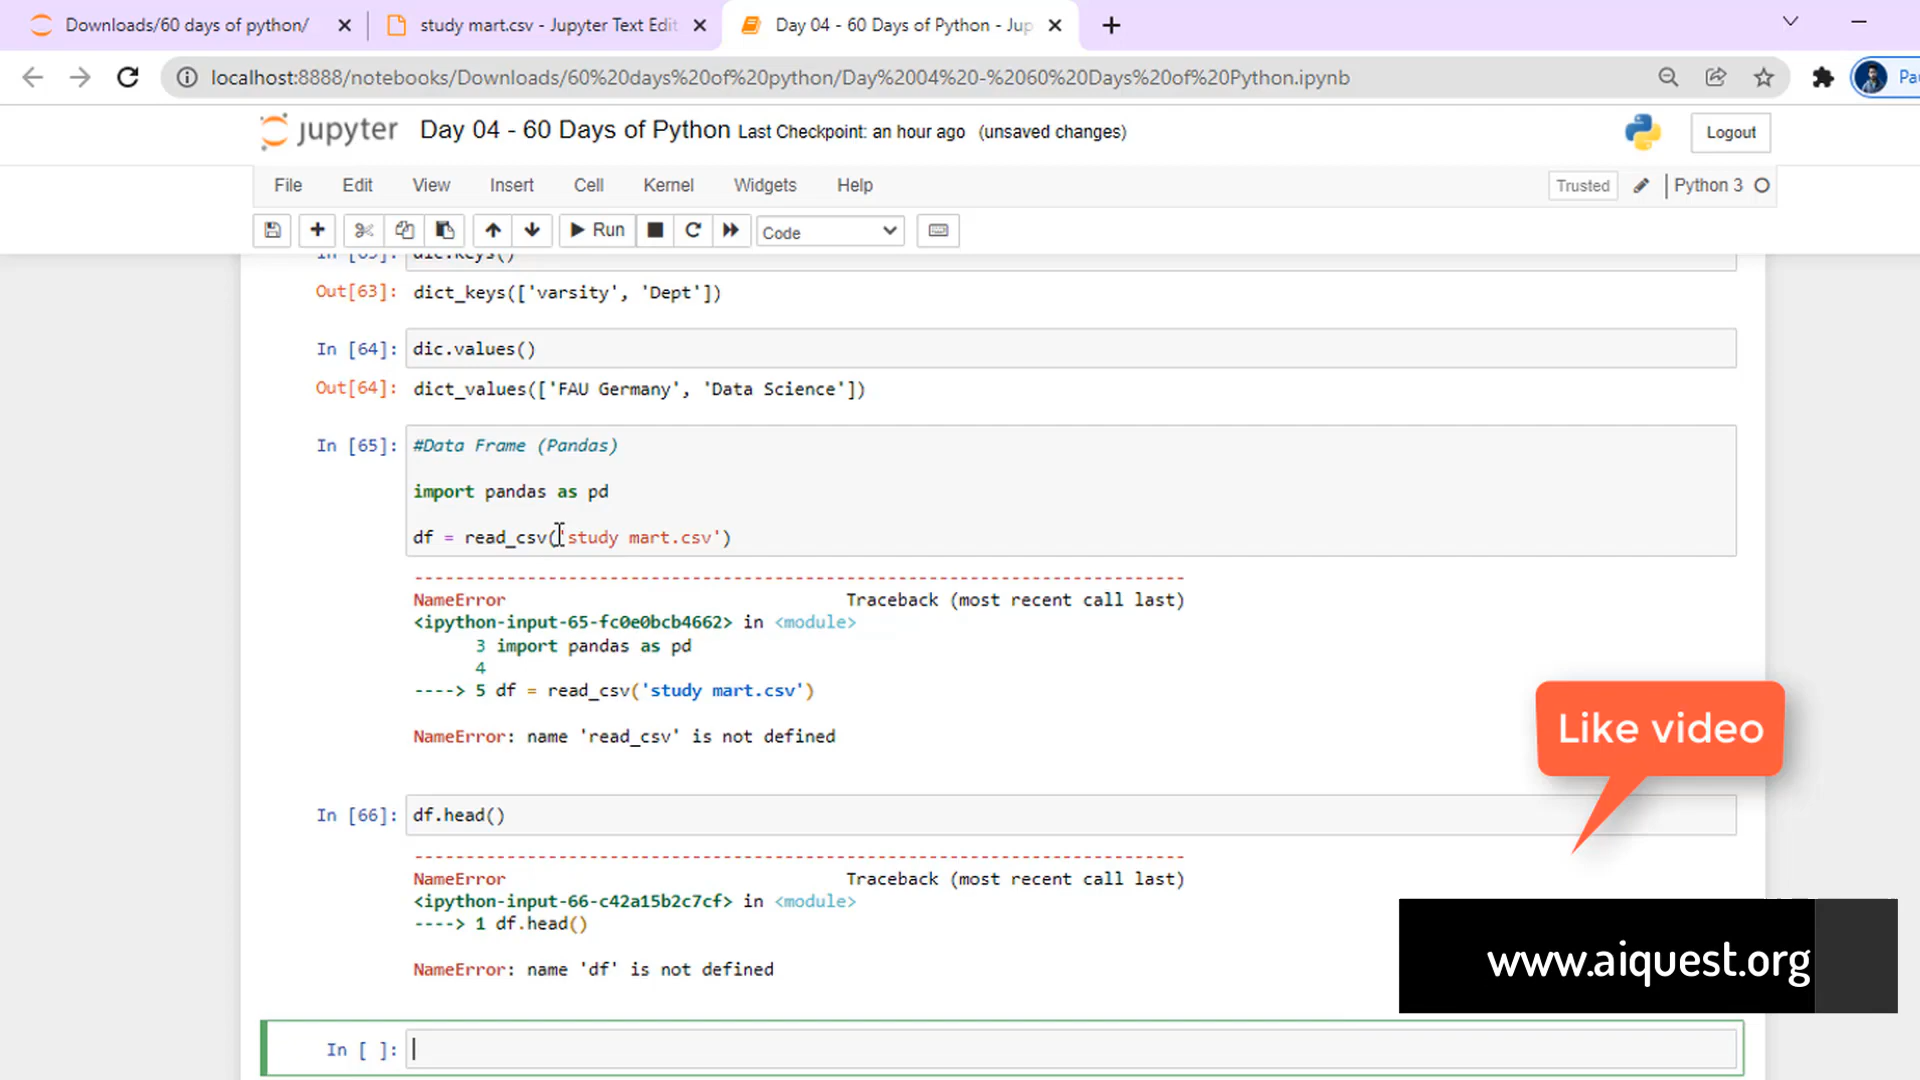 Downloads/60 days of python/
study mart.csv - Jupyter Text Edit
Day 04 - 60 Days of Python - Jup
localhost:8888/notebooks/Downloads/60%20days%20of%20python/Day%2004%20-%2060%20Days%20of%20Python.ipynb
Pau
jupyter Day 04 - 60 Days of Python Last Checkpoint: an hour ago (unsaved changes)
Logout
File Edit View Insert Cell Kernel Widgets Help
Trusted Python 3
Run Code
In [63]: dic.keys()
Out[63]: dict_keys(['varsity', 'Dept'])
In [64]: dic.values()
Out[64]: dict_values(['FAU Germany', 'Data Science'])
In [65]: #Data Frame (Pandas)
import pandas as pd
df = read_csv('study mart.csv')
---------------------------------------------------------------------------
NameError Traceback (most recent call last)
<ipython-input-65-fc0e0bcb4662> in <module>
3 import pandas as pd
4
----> 5 df = read_csv('study mart.csv')
NameError: name 'read_csv' is not defined
In [66]: df.head()
---------------------------------------------------------------------------
NameError Traceback (most recent call last)
<ipython-input-66-c42a15b2c7cf> in <module>
----> 1 df.head()
NameError: name 'df' is not defined
In [ ]:
Like video
www.aiquest.org